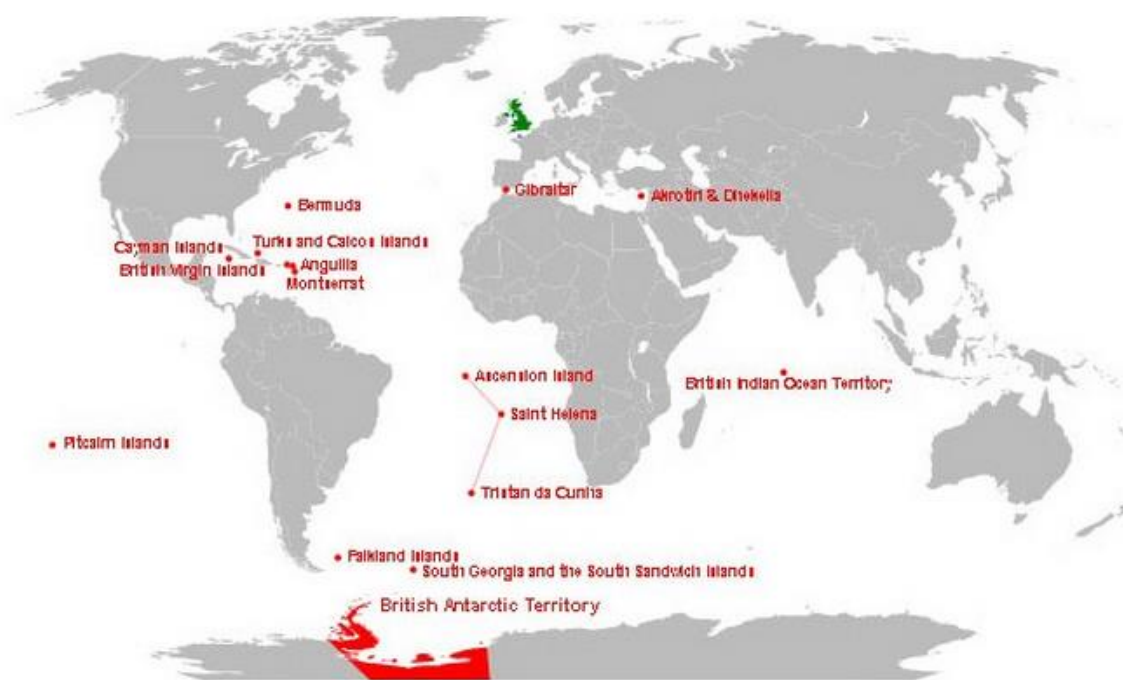 Gibraltar
Akrotiri & Dhekelia
Bermuda
Cayman Islands
Turks and Caicos Islands
British Virgin Islands
Anguilla
Montserrat
Ascension Island
British Indian Ocean Territory
Saint Helena
Pitcairn Islands
Tristan da Cunha
Falkland Islands
South Georgia and the South Sandwich Islands
British Antarctic Territory